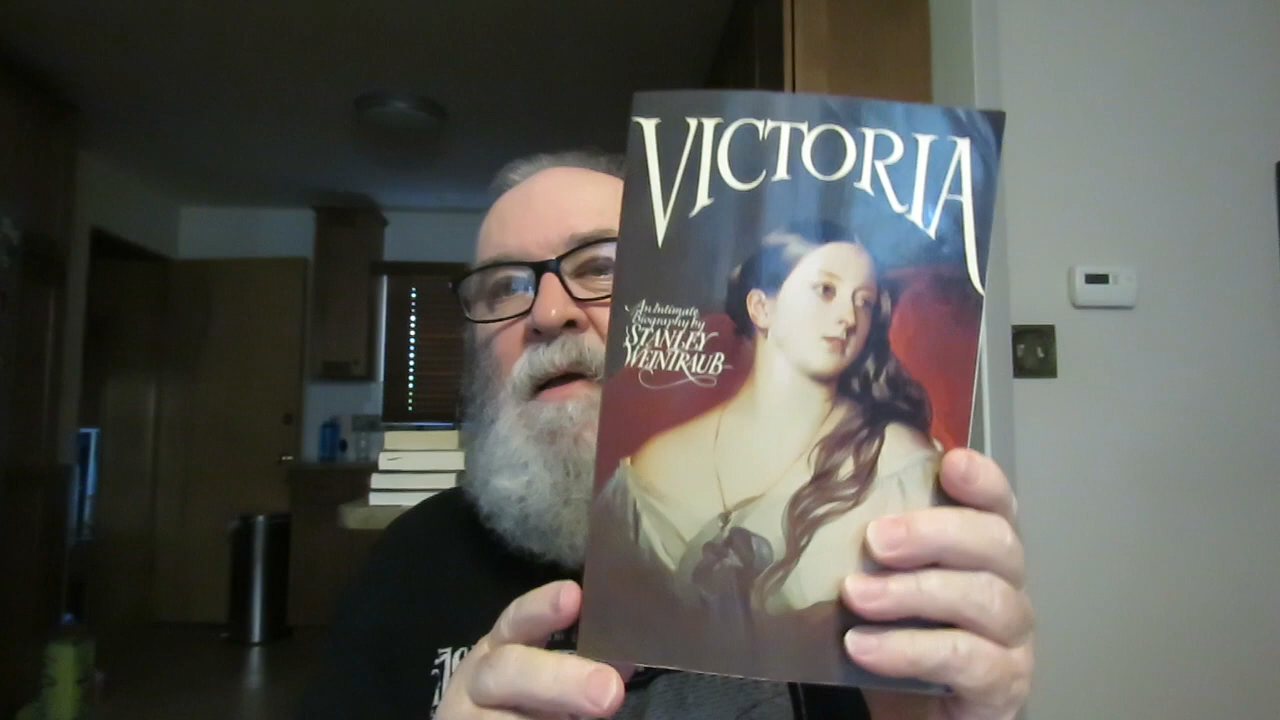 VICTORIA
An Intimate
Biography by
STANLEY
WEINTRAUB